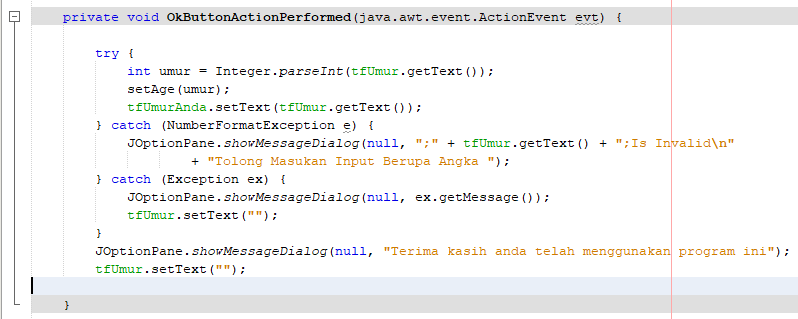 private void OkButtonActionPerformed(java.awt.event.ActionEvent evt) {
try {
int umur = Integer.parseInt(tfUmur.getText());
setAge(umur);
tfUmurAnda.setText(tfUmur.getText());
} catch (NumberFormatException e) {
JOptionPane.showMessageDialog(null, ";" + tfUmur.getText() + ";Is Invalid\n"
+ "Tolong Masukan Input Berupa Angka ");
} catch (Exception ex) {
JOptionPane.showMessageDialog(null, ex.getMessage());
tfUmur.setText("");
}
JOptionPane.showMessageDialog(null, "Terima kasih anda telah menggunakan program ini");
tfUmur.setText("");
}